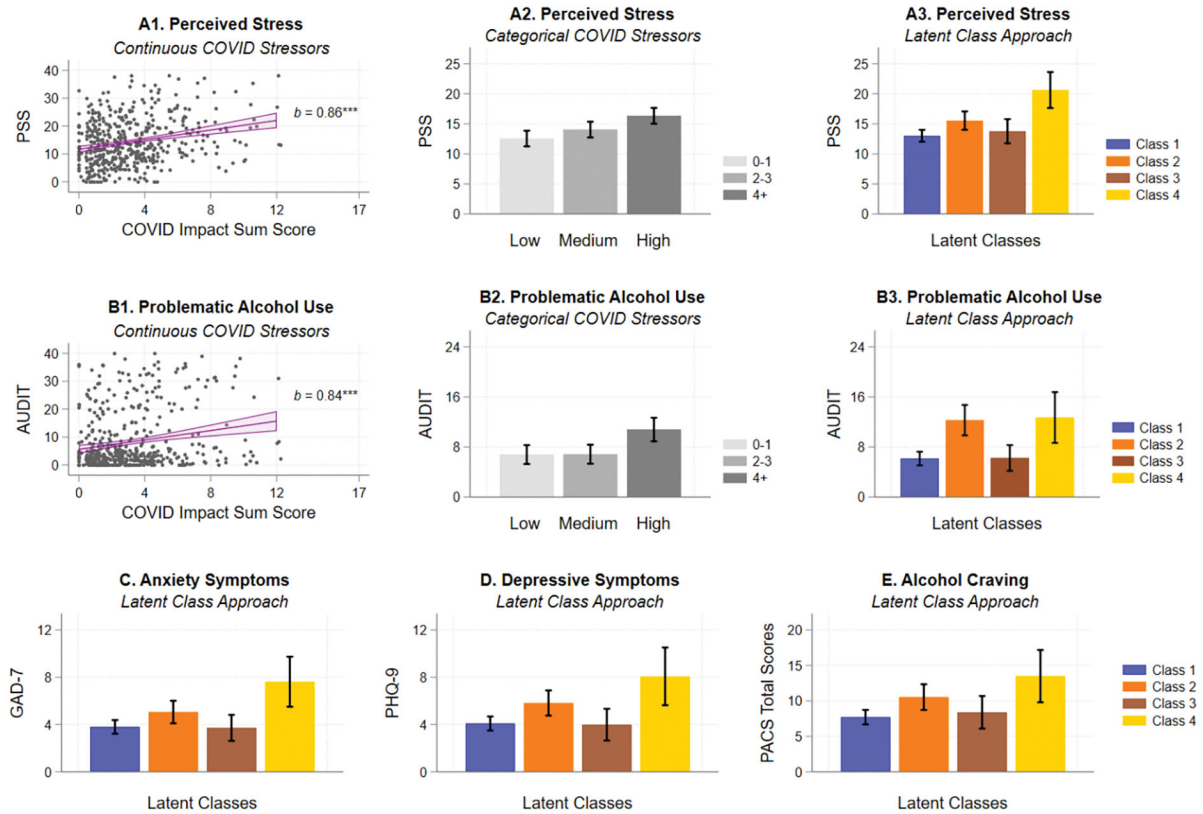 A1. Perceived Stress
Continuous COVID Stressors
PSS
40
30
20
10
0
b = 0.86***
0 4 8 12 17
COVID Impact Sum Score
A2. Perceived Stress
Categorical COVID Stressors
PSS
25
20
15
10
5
0
Low Medium High
0-1
2-3
4+
A3. Perceived Stress
Latent Class Approach
PSS
25
20
15
10
5
0
Latent Classes
Class 1
Class 2
Class 3
Class 4
B1. Problematic Alcohol Use
Continuous COVID Stressors
AUDIT
40
30
20
10
0
b = 0.84***
0 4 8 12 17
COVID Impact Sum Score
B2. Problematic Alcohol Use
Categorical COVID Stressors
AUDIT
24
16
8
0
Low Medium High
0-1
2-3
4+
B3. Problematic Alcohol Use
Latent Class Approach
AUDIT
24
16
8
0
Latent Classes
Class 1
Class 2
Class 3
Class 4
C. Anxiety Symptoms
Latent Class Approach
GAD-7
12
8
4
0
Latent Classes
D. Depressive Symptoms
Latent Class Approach
PHQ-9
12
8
4
0
Latent Classes
E. Alcohol Craving
Latent Class Approach
PACS Total Scores
20
15
10
5
0
Latent Classes
Class 1
Class 2
Class 3
Class 4